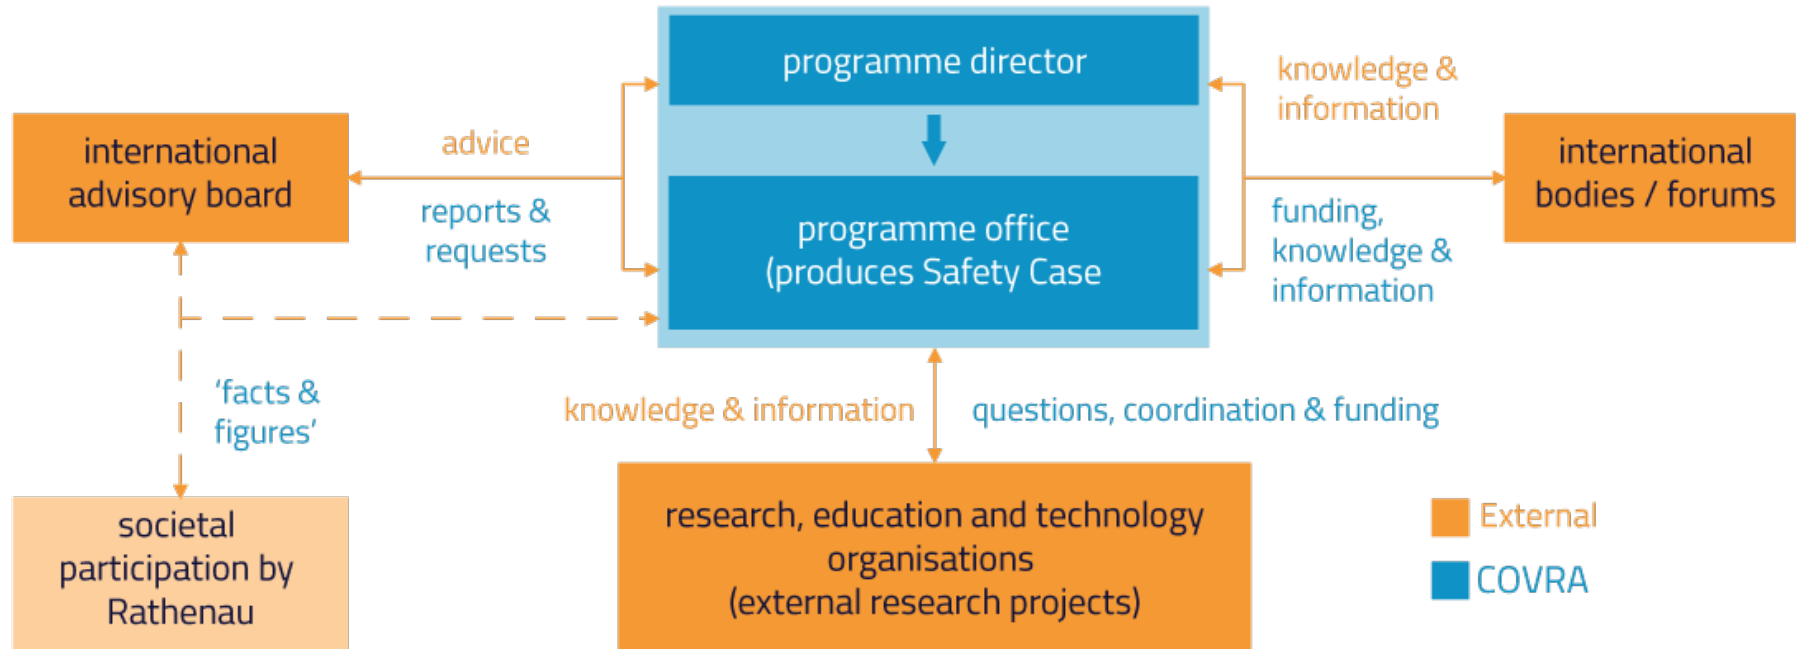 programme director
knowledge &
information
international
advisory board
advice
reports &
requests
programme office
(produces Safety Case
funding,
knowledge &
information
international
bodies / forums
'facts &
figures'
knowledge & information
questions, coordination & funding
societal
participation by
Rathenau
research, education and technology
organisations
(external research projects)
External
COVRA